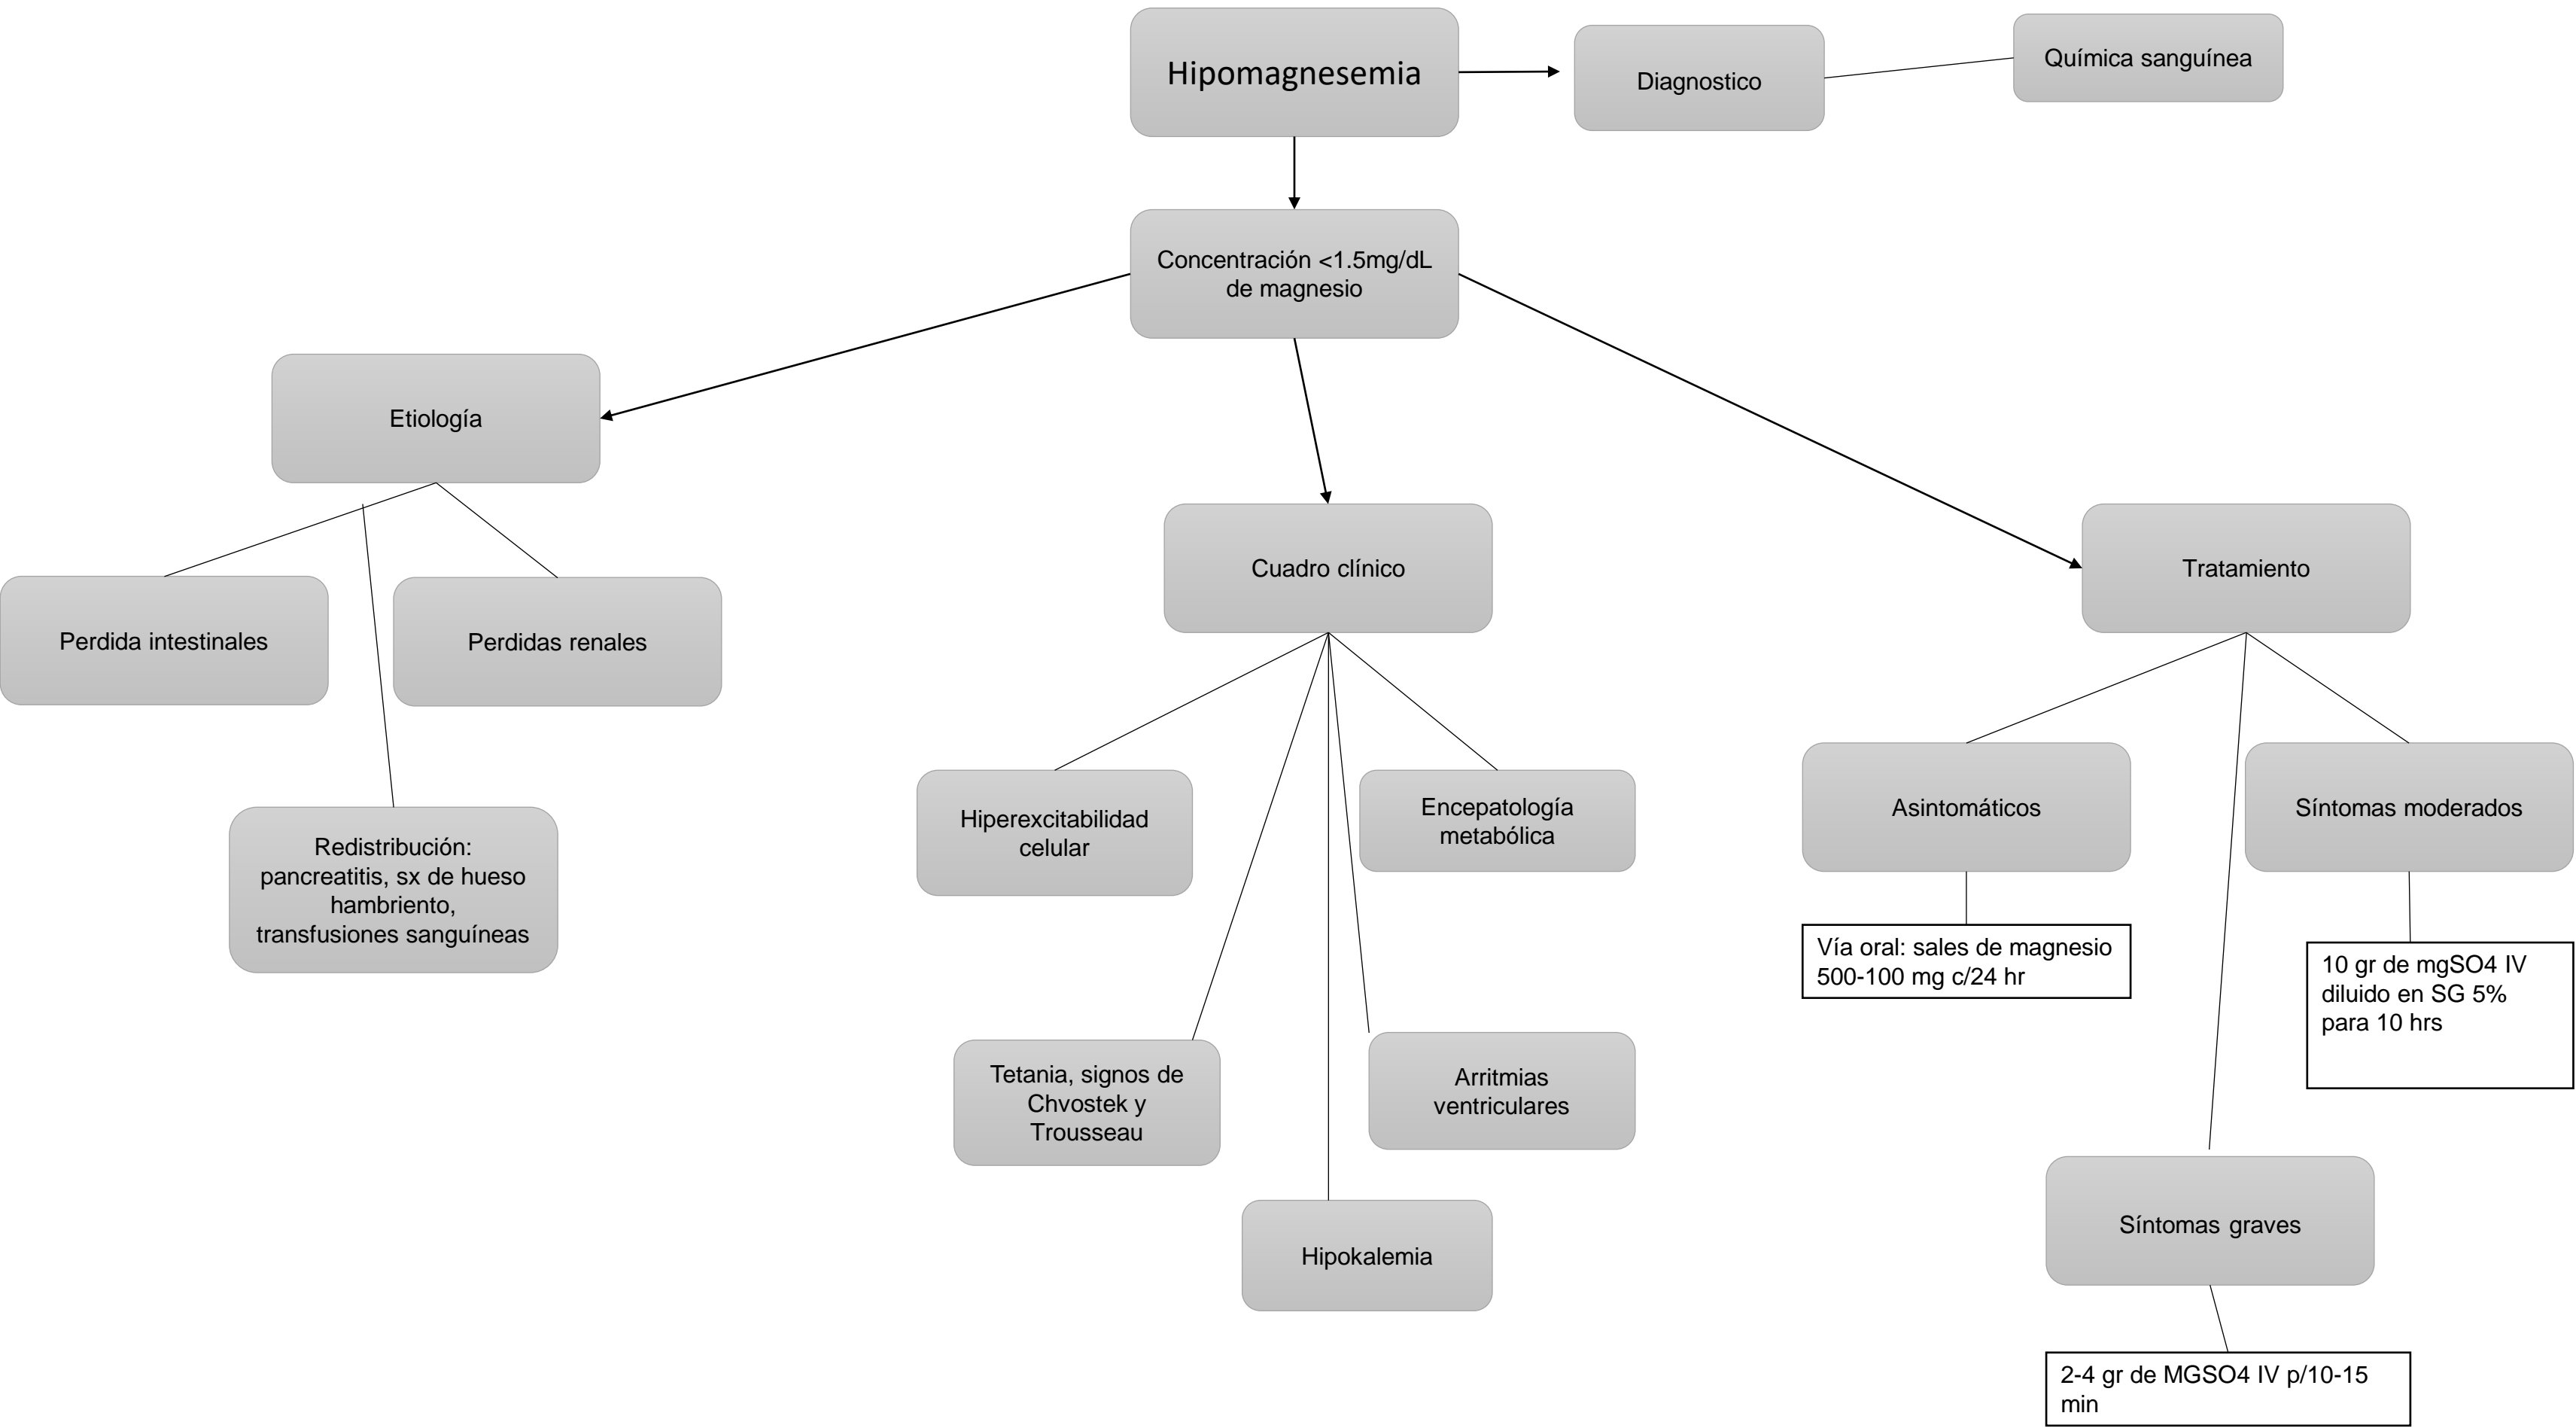 Hipomagnesemia
Diagnostico
Química sanguínea
Concentración <1.5mg/dL
de magnesio
Etiología
Perdida intestinales
Perdidas renales
Redistribución:
pancreatitis, sx de hueso
hambriento,
transfusiones sanguíneas
Cuadro clínico
Hiperexcitabilidad
celular
Encepatología
metabólica
Tetania, signos de
Chvostek y
Trousseau
Arritmias
ventriculares
Hipokalemia
Tratamiento
Asintomáticos
Síntomas moderados
Vía oral: sales de magnesio
500-100 mg c/24 hr
10 gr de mgSO4 IV
diluido en SG 5%
para 10 hrs
Síntomas graves
2-4 gr de MGSO4 IV p/10-15
min